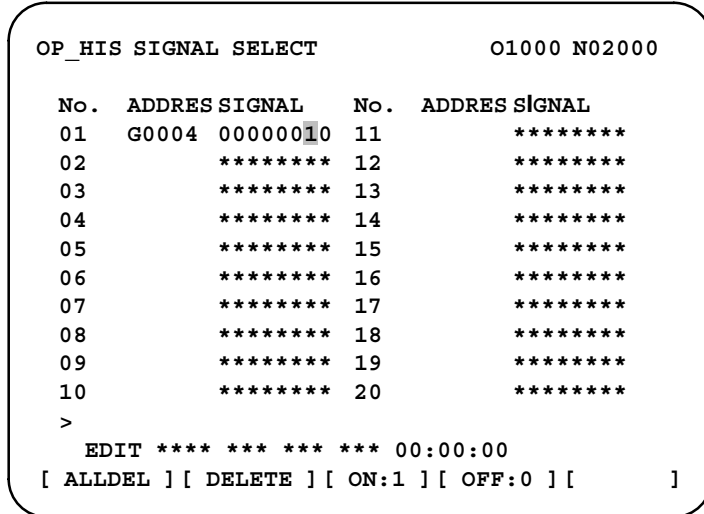 OP_HIS SIGNAL SELECT O1000 N02000
No. ADDRES SIGNAL No. ADDRES SIGNAL
01 G0004 00000010 11 ********
02 ******** 12 ********
03 ******** 13 ********
04 ******** 14 ********
05 ******** 15 ********
06 ******** 16 ********
07 ******** 17 ********
08 ******** 18 ********
09 ******** 19 ********
10 ******** 20 ********
>
EDIT **** *** *** *** 00:00:00
[ ALLDEL ][ DELETE ][ ON:1 ][ OFF:0 ][ ]